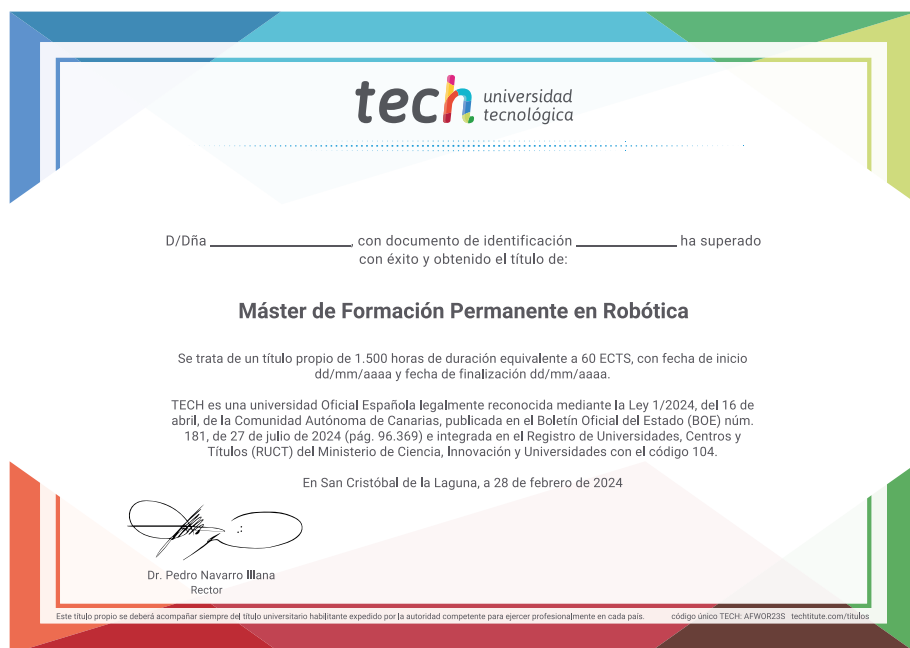 tech universidad
tecnológica
D/Dña ____________________, con documento de identificación ______________ ha superado
con éxito y obtenido el título de:
Máster de Formación Permanente en Robótica
Se trata de un título propio de 1.500 horas de duración equivalente a 60 ECTS, con fecha de inicio
dd/mm/aaaa y fecha de finalización dd/mm/aaaa.
TECH es una universidad Oficial Española legalmente reconocida mediante la Ley 1/2024, del 16 de
abril, de la Comunidad Autónoma de Canarias, publicada en el Boletín Oficial del Estado (BOE) núm.
181, de 27 de julio de 2024 (pág. 96.369) e integrada en el Registro de Universidades, Centros y
Títulos (RUCT) del Ministerio de Ciencia, Innovación y Universidades con el código 104.
En San Cristóbal de la Laguna, a 28 de febrero de 2024
Dr. Pedro Navarro Illana
Rector
Este título propio se deberá acompañar siempre del título universitario habilitante expedido por la autoridad competente para ejercer profesionalmente en cada país. código único TECH: AFWOR23S techtitute.com/titulos